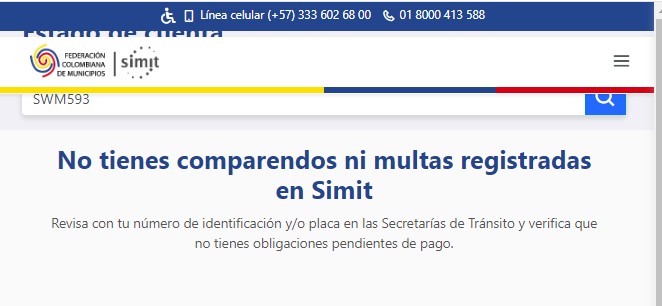 Línea celular (+57) 333 602 68 00 01 8000 413 588
Estado de cuenta
FEDERACIÓN
COLOMBIANA
DE MUNICIPIOS
simit
SWM593
No tienes comparendos ni multas registradas
en Simit
Revisa con tu número de identificación y/o placa en las Secretarías de Tránsito y verifica que
no tienes obligaciones pendientes de pago.